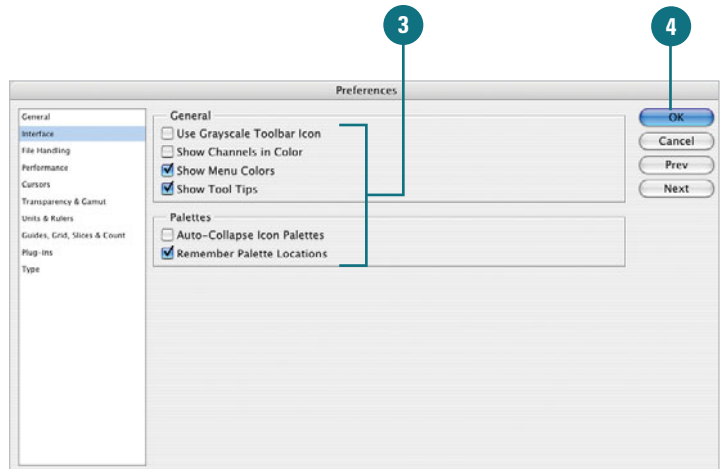 3
4
Preferences
General
Interface
File Handling
Performance
Cursors
Transparency & Gamut
Units & Rulers
Guides, Grid, Slices & Count
Plug-Ins
Type
General
Use Grayscale Toolbar Icon
Show Channels in Color
Show Menu Colors
Show Tool Tips
Palettes
Auto-Collapse Icon Palettes
Remember Palette Locations
OK
Cancel
Prev
Next